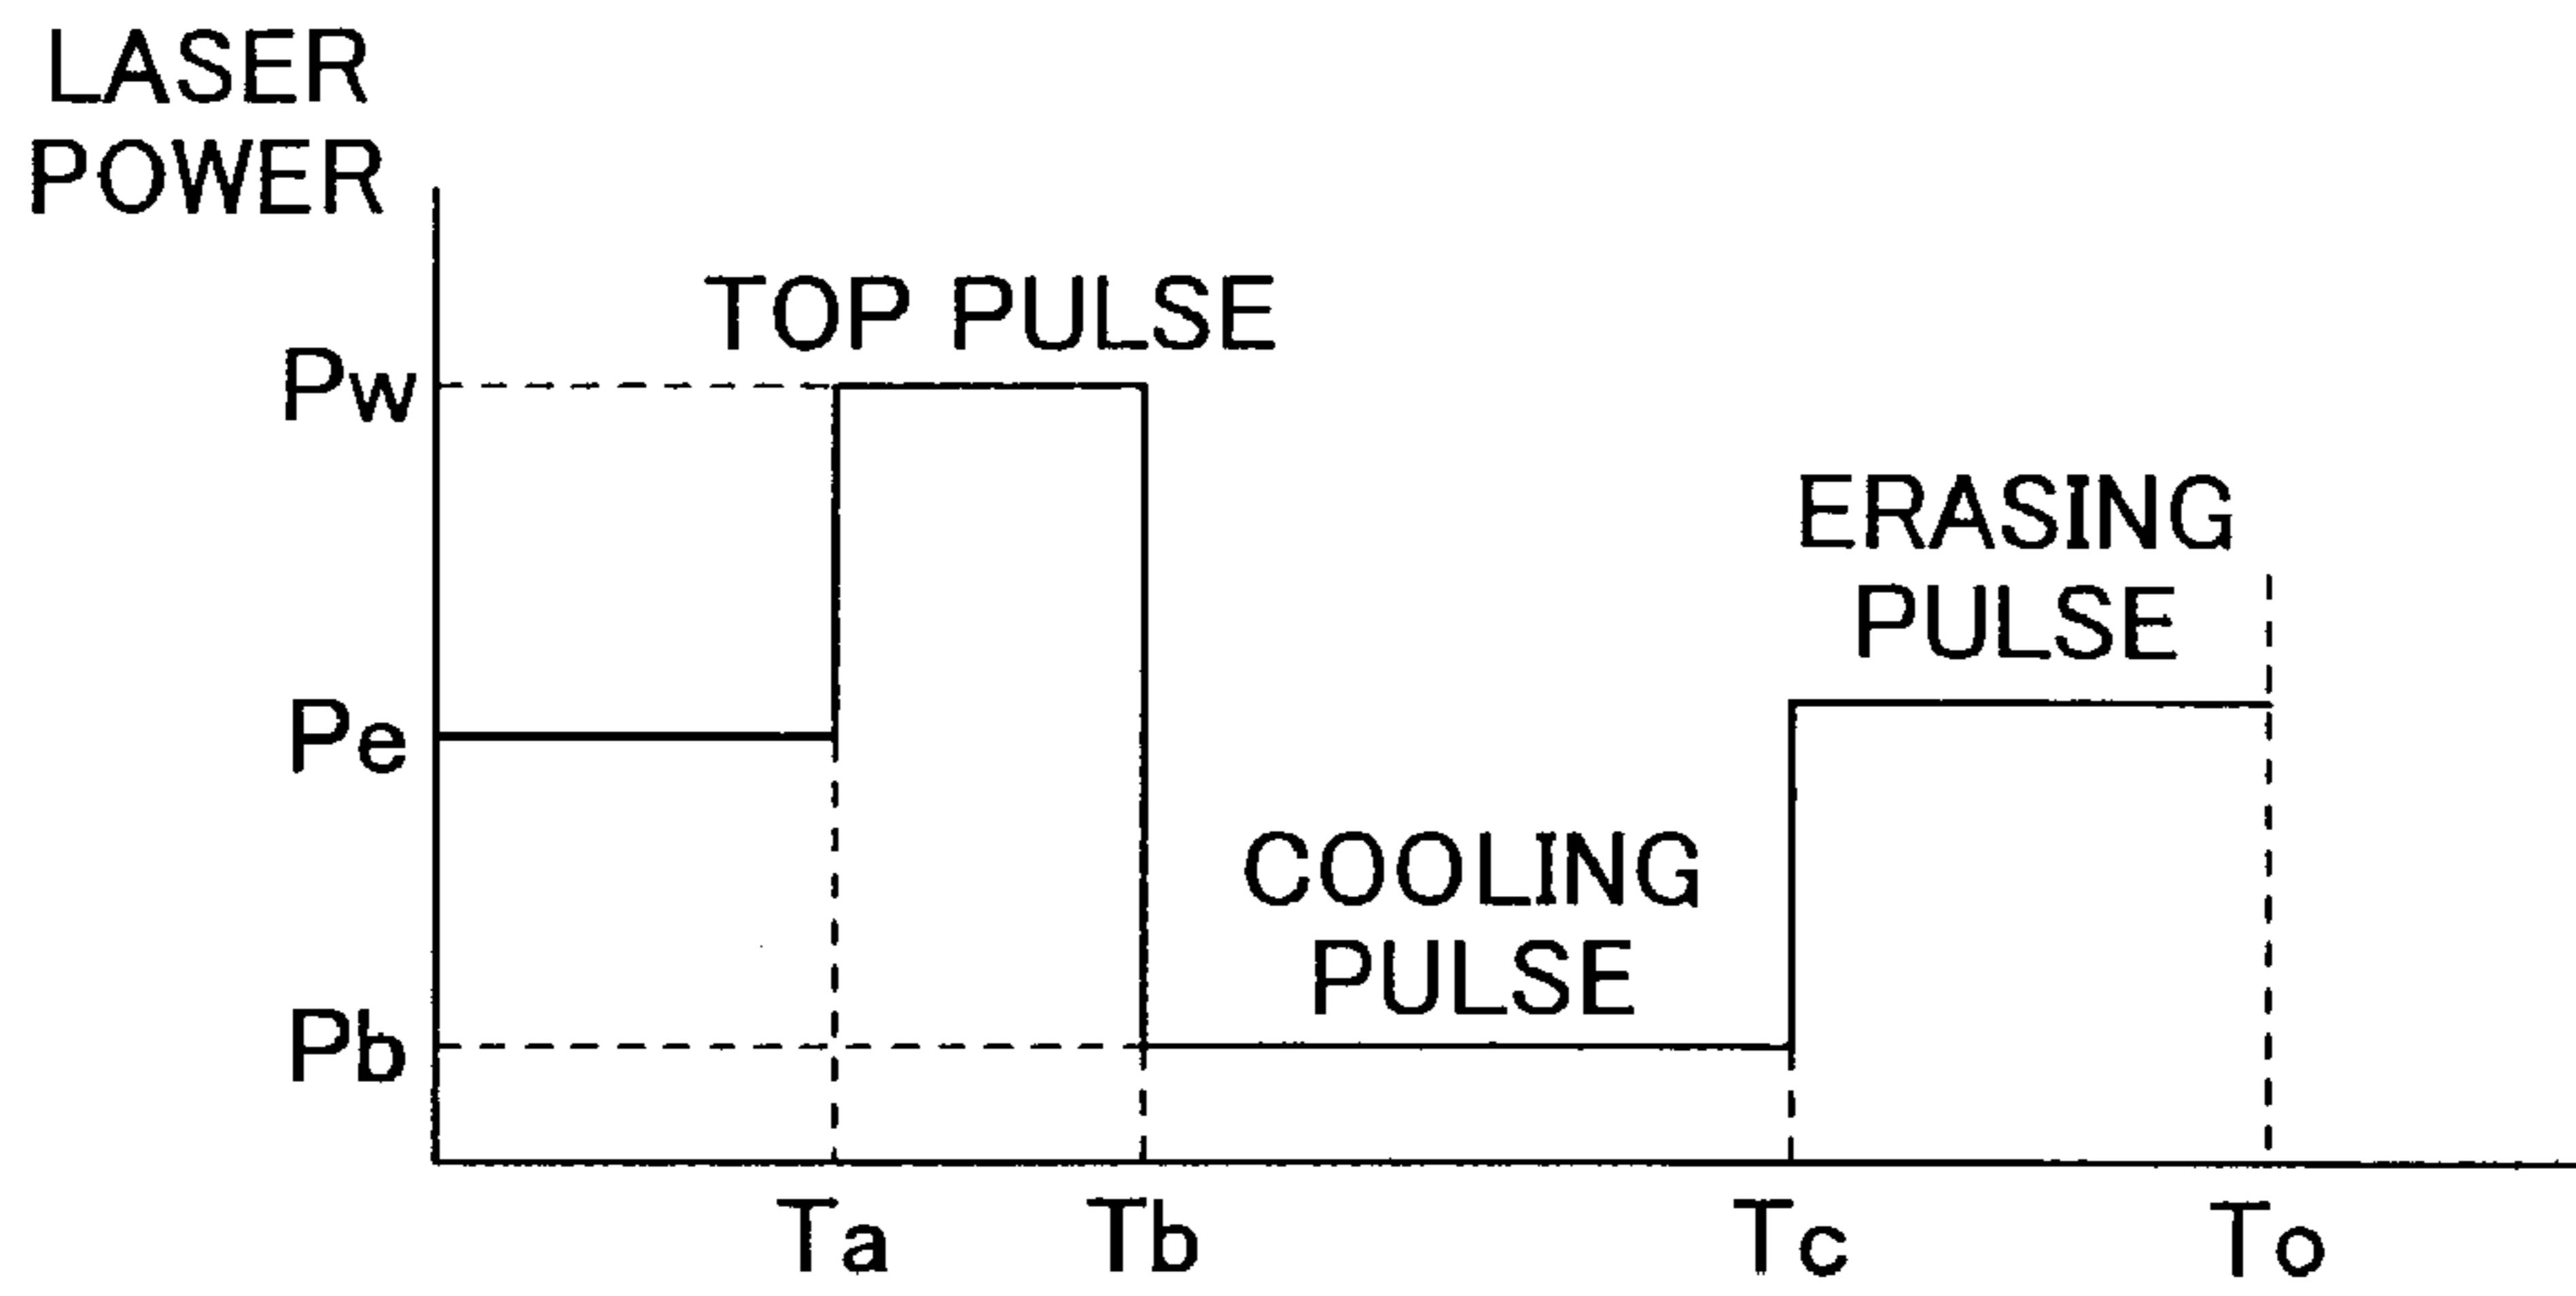 LASER
POWER
TOP PULSE
Pw
ERASING
PULSE
Pe
COOLING
PULSE
Pb
Ta Tb Tc To